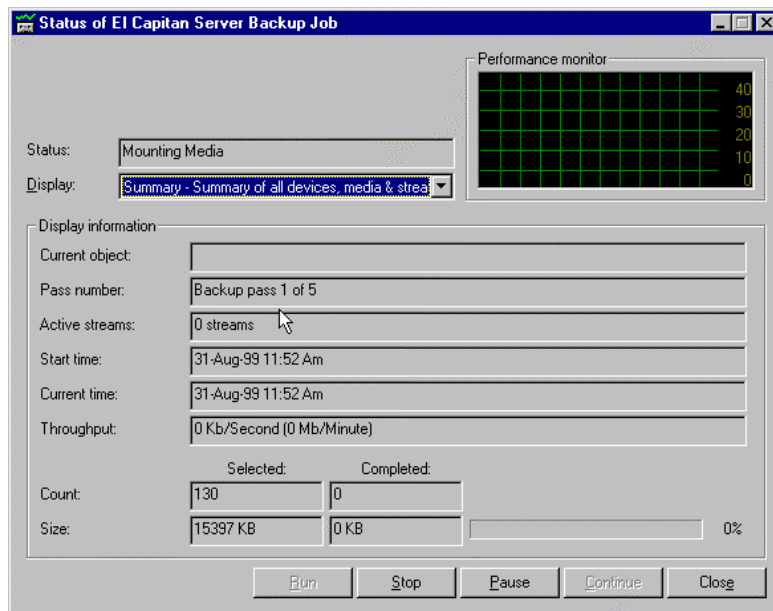 Status of El Capitan Server Backup Job
Performance monitor
40
30
20
10
0
Status: Mounting Media
Display: Summary - Summary of all devices, media & strea
Display information
Current object:
Pass number: Backup pass 1 of 5
Active streams: 0 streams
Start time: 31-Aug-99 11:52 Am
Current time: 31-Aug-99 11:52 Am
Throughput: 0 Kb/Second (0 Mb/Minute)
Selected: Completed:
Count: 130 0
Size: 15397 KB 0 KB 0%
Run Stop Pause Continue Close